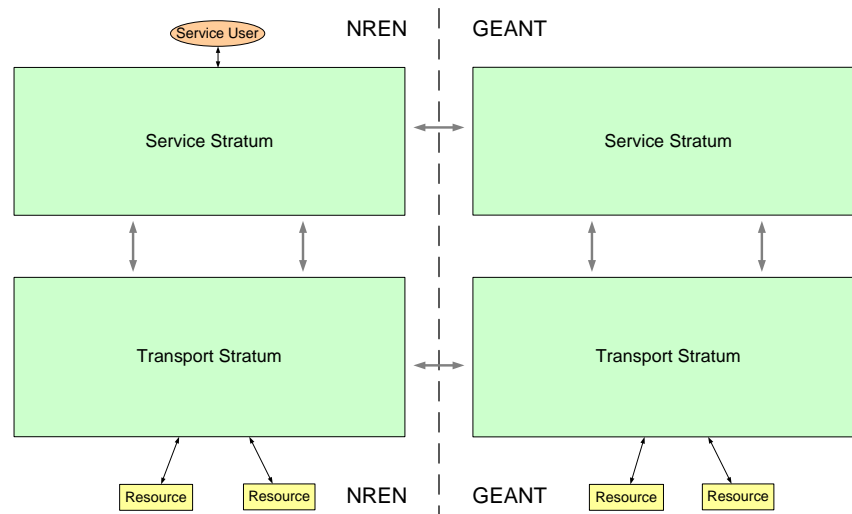 Service User
NREN
GEANT
Service Stratum
Service Stratum
Transport Stratum
Transport Stratum
Resource
Resource
Resource
Resource
NREN
GEANT